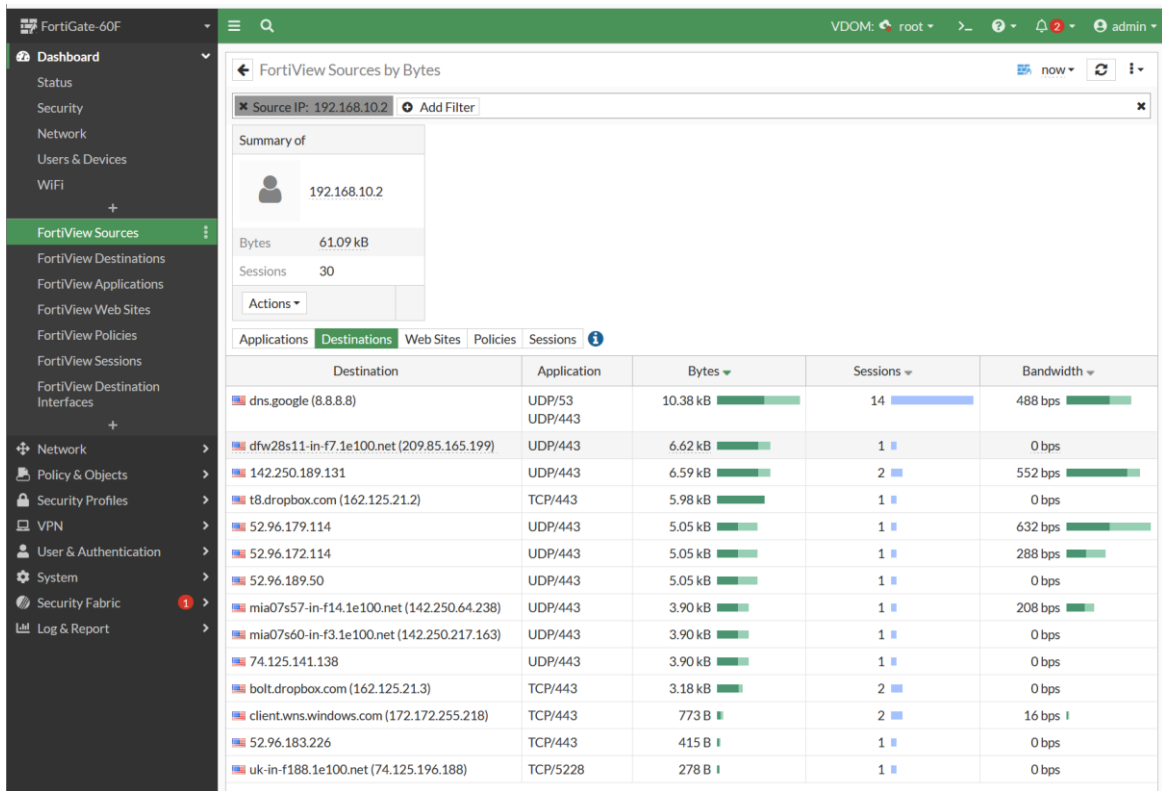 FortiGate-60F
VDOM: root >_ ? 2 admin
Dashboard
Status
Security
Network
Users & Devices
WiFi
+
FortiView Sources
FortiView Destinations
FortiView Applications
FortiView Web Sites
FortiView Policies
FortiView Sessions
FortiView Destination
Interfaces
+
Network
Policy & Objects
Security Profiles
VPN
User & Authentication
System
Security Fabric 1
Log & Report
FortiView Sources by Bytes
now
Source IP: 192.168.10.2 Add Filter
Summary of
192.168.10.2
Bytes 61.09 kB
Sessions 30
Actions
Applications Destinations Web Sites Policies Sessions i
Destination Application Bytes Sessions Bandwidth
dns.google (8.8.8.8) UDP/53 10.38 kB 14 488 bps
UDP/443
dfw28s11-in-f7.1e100.net (209.85.165.199) UDP/443 6.62 kB 1 0 bps
142.250.189.131 UDP/443 6.59 kB 2 552 bps
t8.dropbox.com (162.125.21.2) TCP/443 5.98 kB 1 0 bps
52.96.179.114 UDP/443 5.05 kB 1 632 bps
52.96.172.114 UDP/443 5.05 kB 1 288 bps
52.96.189.50 UDP/443 5.05 kB 1 0 bps
mia07s57-in-f14.1e100.net (142.250.64.238) UDP/443 3.90 kB 1 208 bps
mia07s60-in-f3.1e100.net (142.250.217.163) UDP/443 3.90 kB 1 0 bps
74.125.141.138 UDP/443 3.90 kB 1 0 bps
bolt.dropbox.com (162.125.21.3) TCP/443 3.18 kB 2 0 bps
client.wns.windows.com (172.172.255.218) TCP/443 773 B 2 16 bps
52.96.183.226 TCP/443 415 B 1 0 bps
uk-in-f188.1e100.net (74.125.196.188) TCP/5228 278 B 1 0 bps